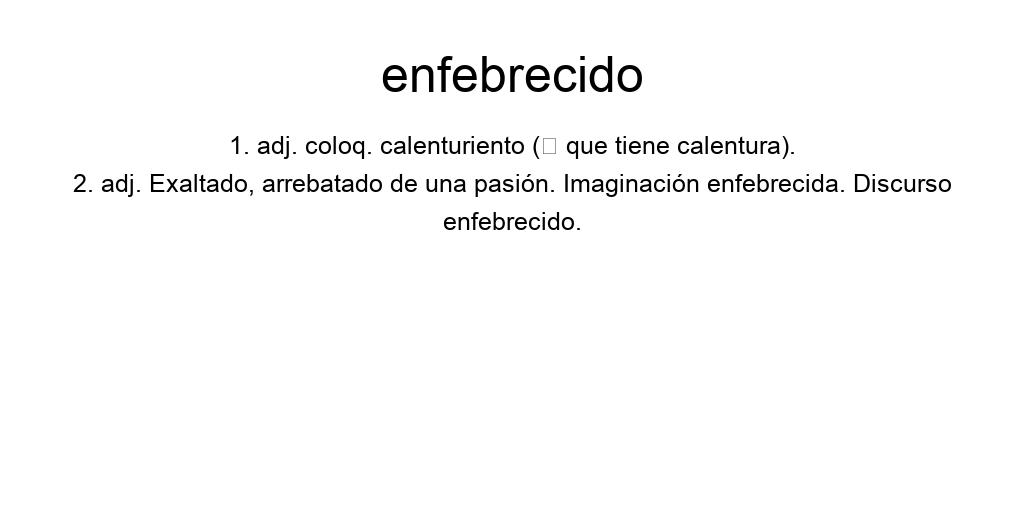 enfebrecido
1. adj. coloq. calenturiento (□ que tiene calentura).
2. adj. Exaltado, arrebatado de una pasión. Imaginación enfebrecida. Discurso
enfebrecido.